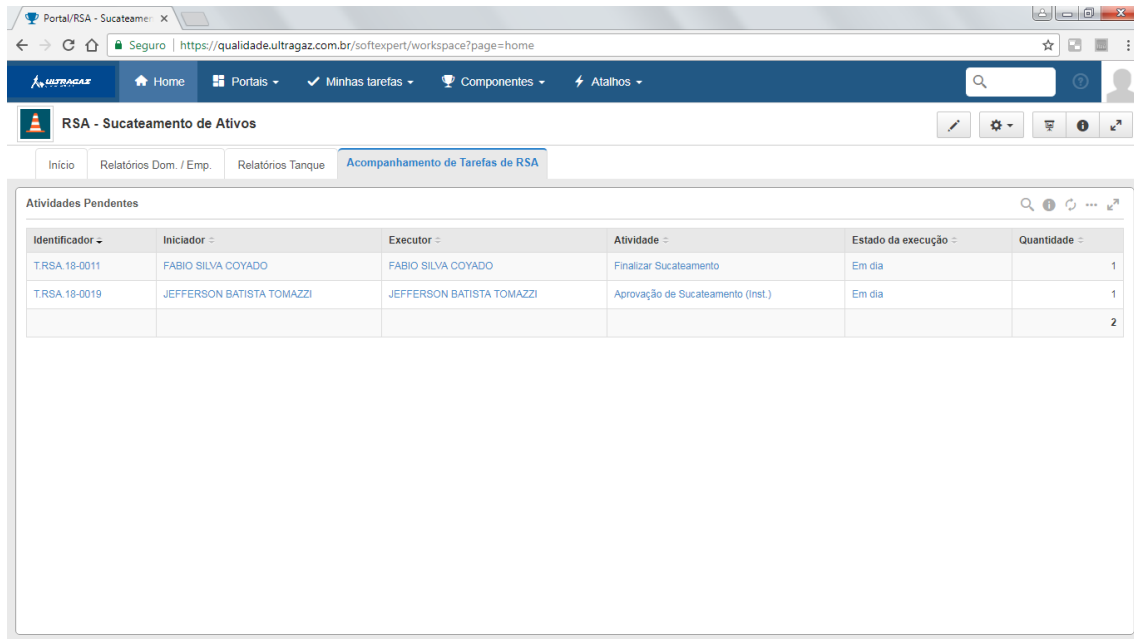 Portal/RSA - Sucateamen
Seguro | https://qualidade.ultragaz.com.br/softexpert/workspace?page=home
ULTRAGAZ Home Portais Minhas tarefas Componentes Atalhos
RSA - Sucateamento de Ativos
Início Relatórios Dom. / Emp. Relatórios Tanque Acompanhamento de Tarefas de RSA
Atividades Pendentes
Identificador Iniciador Executor Atividade Estado da execução Quantidade
T.RSA.18-0011 FABIO SILVA COYADO FABIO SILVA COYADO Finalizar Sucateamento Em dia 1
T.RSA.18-0019 JEFFERSON BATISTA TOMAZZI JEFFERSON BATISTA TOMAZZI Aprovação de Sucateamento (Inst.) Em dia 1
2